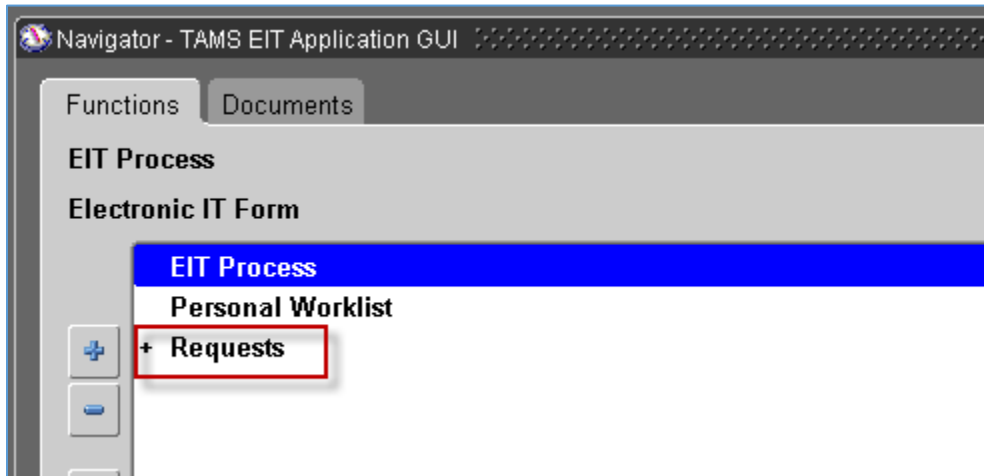 Navigator - TAMS EIT Application GUI
Functions Documents
EIT Process
Electronic IT Form
EIT Process
Personal Worklist
+ Requests